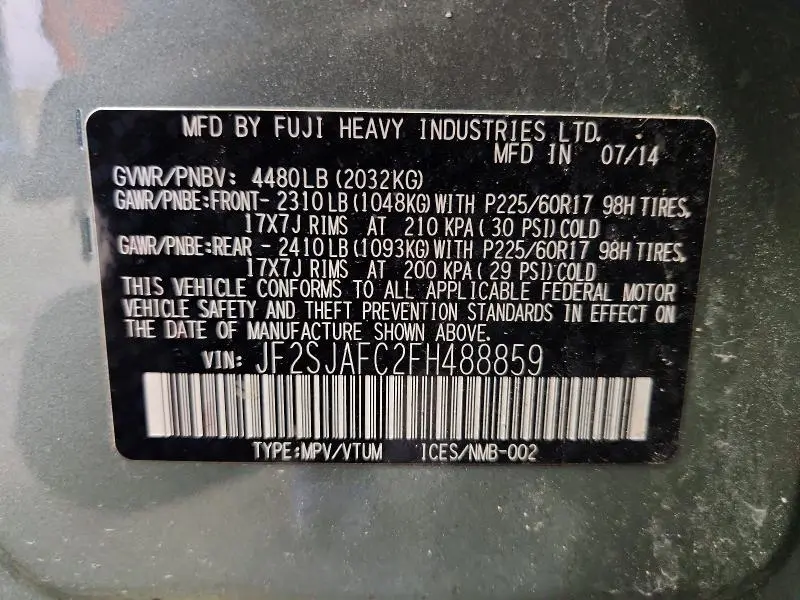 MFD BY FUJI HEAVY INDUSTRIES LTD.
MFD IN 07/14
GVWR/PNBV: 4480LB (2032KG)
GAWR/PNBE:FRONT- 2310LB (1048KG) WITH P225/60R17 98H TIRES,
17X7J RIMS AT 210 KPA ( 30 PSI) COLD
GAWR/PNBE:REAR - 2410LB (1093KG) WITH P225/60R17 98H TIRES,
17X7J RIMS AT 200 KPA ( 29 PSI) COLD
THIS VEHICLE CONFORMS TO ALL APPLICABLE FEDERAL MOTOR
VEHICLE SAFETY AND THEFT PREVENTION STANDARDS IN EFFECT ON
THE DATE OF MANUFACTURE SHOWN ABOVE.
VIN: JF2SJAFC2FH488859
TYPE:MPV/VTUM ICES/NMB-002